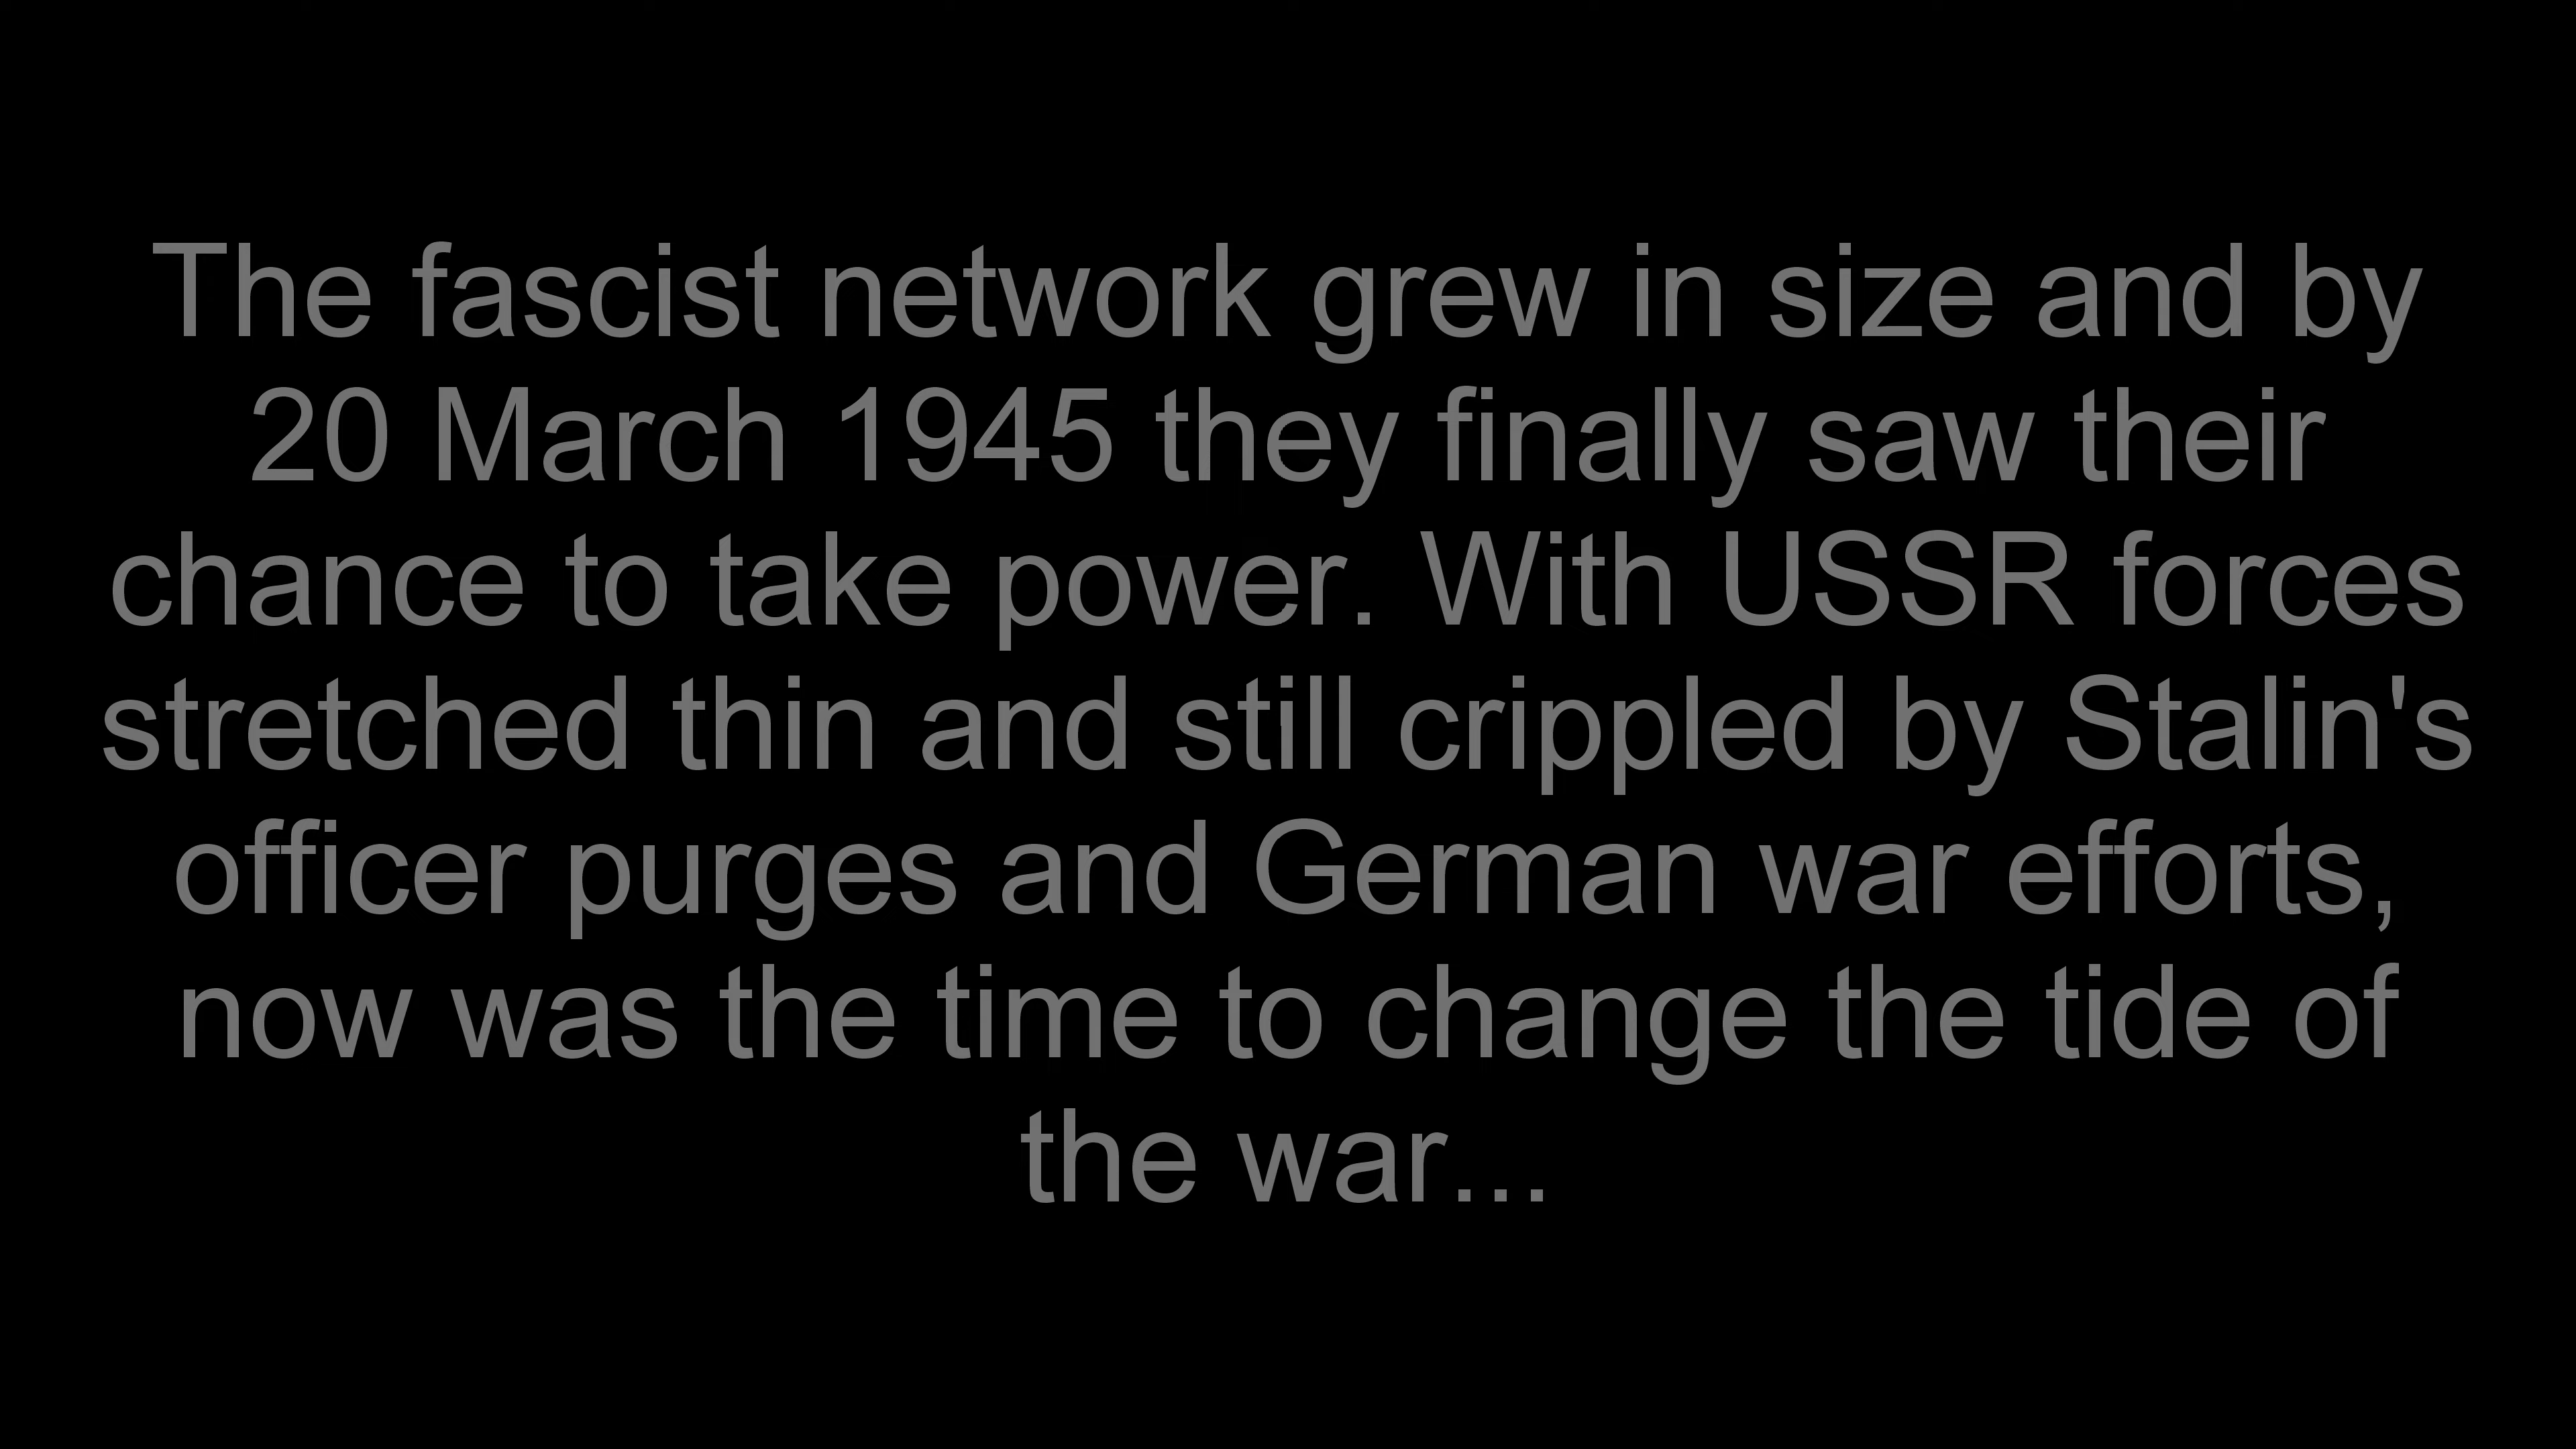 The fascist network grew in size and by
20 March 1945 they finally saw their
chance to take power. With USSR forces
stretched thin and still crippled by Stalin's
officer purges and German war efforts,
now was the time to change the tide of
the war...